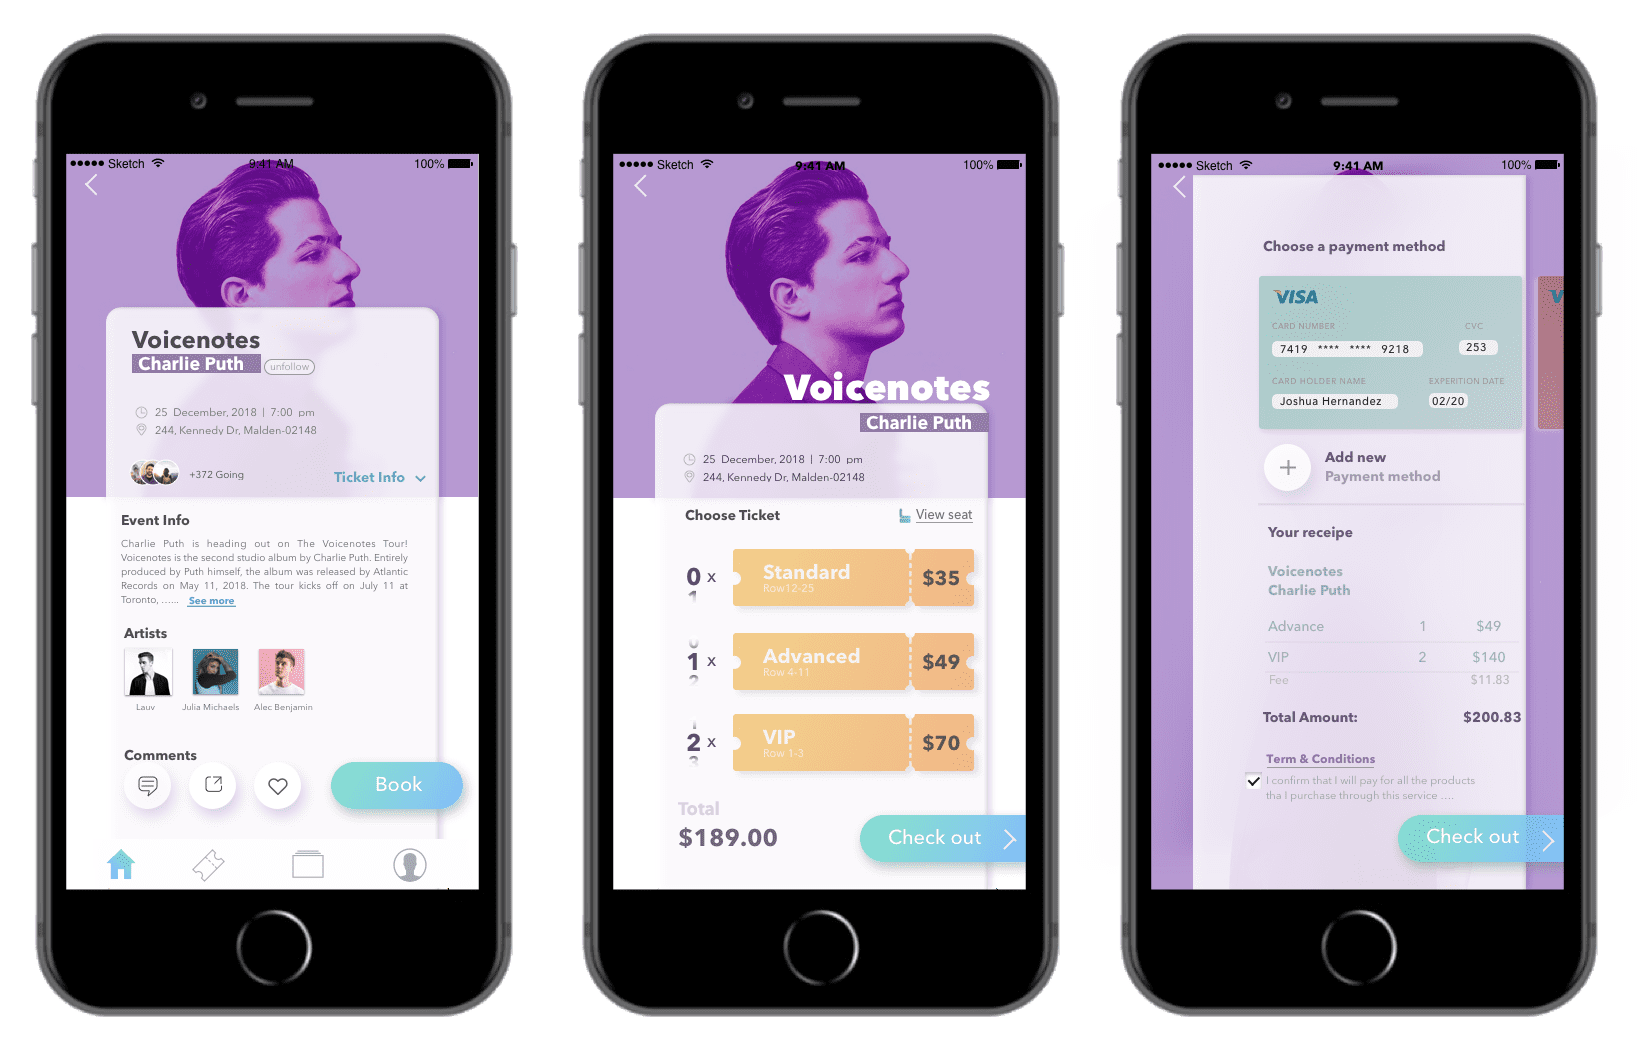 ●●●●● Sketch 9:41 AM 100%
Voicenotes
Charlie Puth unfollow
25 December, 2018 | 7:00 pm
244, Kennedy Dr, Malden-02148
+372 Going Ticket Info
Event Info
Charlie Puth is heading out on The Voicenotes Tour!
Voicenotes is the second studio album by Charlie Puth. Entirely
produced by Puth himself, the album was released by Atlantic
Records on May 11, 2018. The tour kicks off on July 11 at
Toronto, ...... See more
Artists
Lauv Julia Michaels Alec Benjamin
Comments
Book
●●●●● Sketch 9:41 AM 100%
Voicenotes
Charlie Puth
25 December, 2018 | 7:00 pm
244, Kennedy Dr, Malden-02148
Choose Ticket View seat
0 x Standard $35
Row12-25
1
0
1 x Advanced $49
Row 4-11
2
1
2 x VIP $70
Row 1-3
3
Total
$189.00
Check out
●●●●● Sketch 9:41 AM 100%
Choose a payment method
VISA V
CARD NUMBER CVC
7419 **** **** 9218 253
CARD HOLDER NAME EXPERITION DATE
Joshua Hernandez 02/20
Add new
Payment method
Your receipe
Voicenotes
Charlie Puth
Advance 1 $49
VIP 2 $140
Fee $11.83
Total Amount: $200.83
Term & Conditions
I confirm that I will pay for all the products
tha I purchase through this service ....
Check out